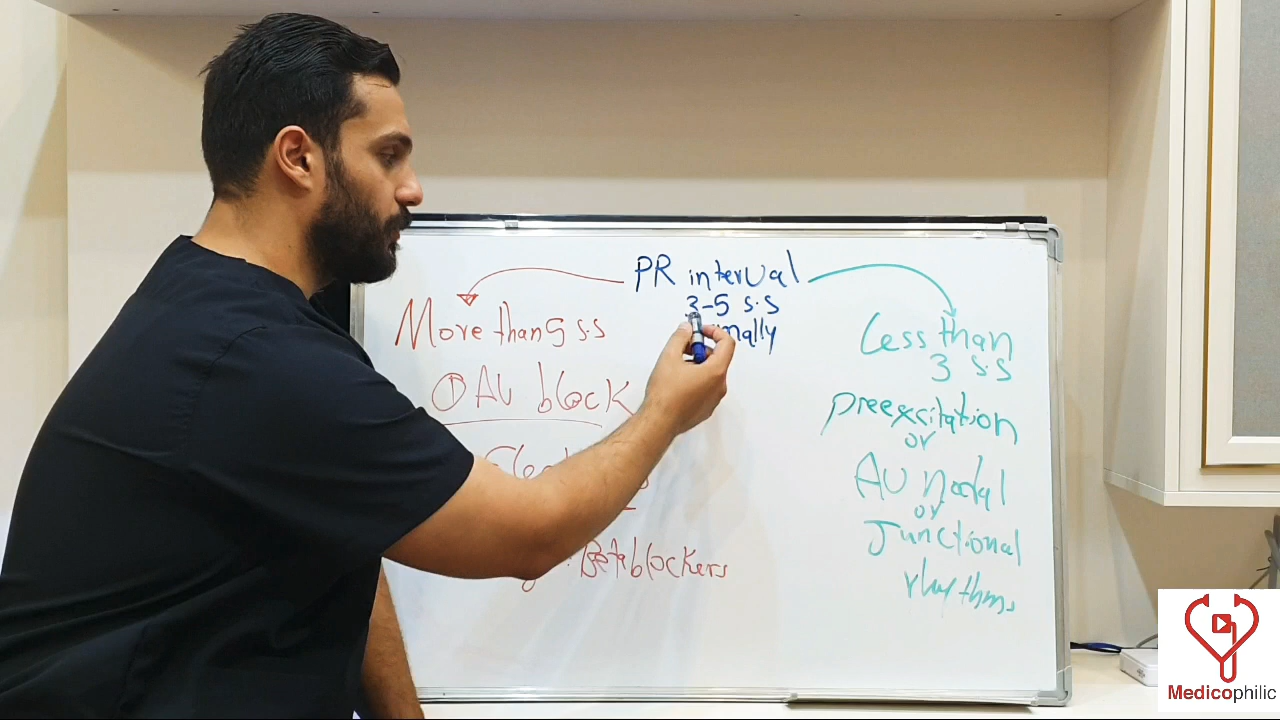 PR interval
3-5 s.s
More than 5 s.s
① AV block
Betablockers
Less than
3 s.s
preexcitation
or
AV nodal
or
Junctional
rhythms
Medicophilic